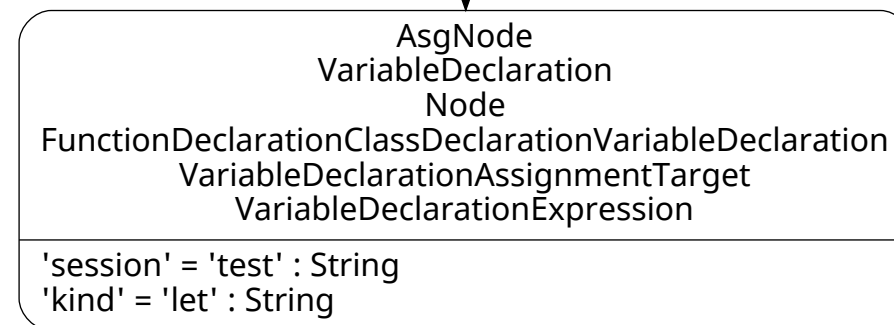 AsgNode
VariableDeclaration
Node
FunctionDeclarationClassDeclarationVariableDeclaration
VariableDeclarationAssignmentTarget
VariableDeclarationExpression
'session' = 'test' : String
'kind' = 'let' : String